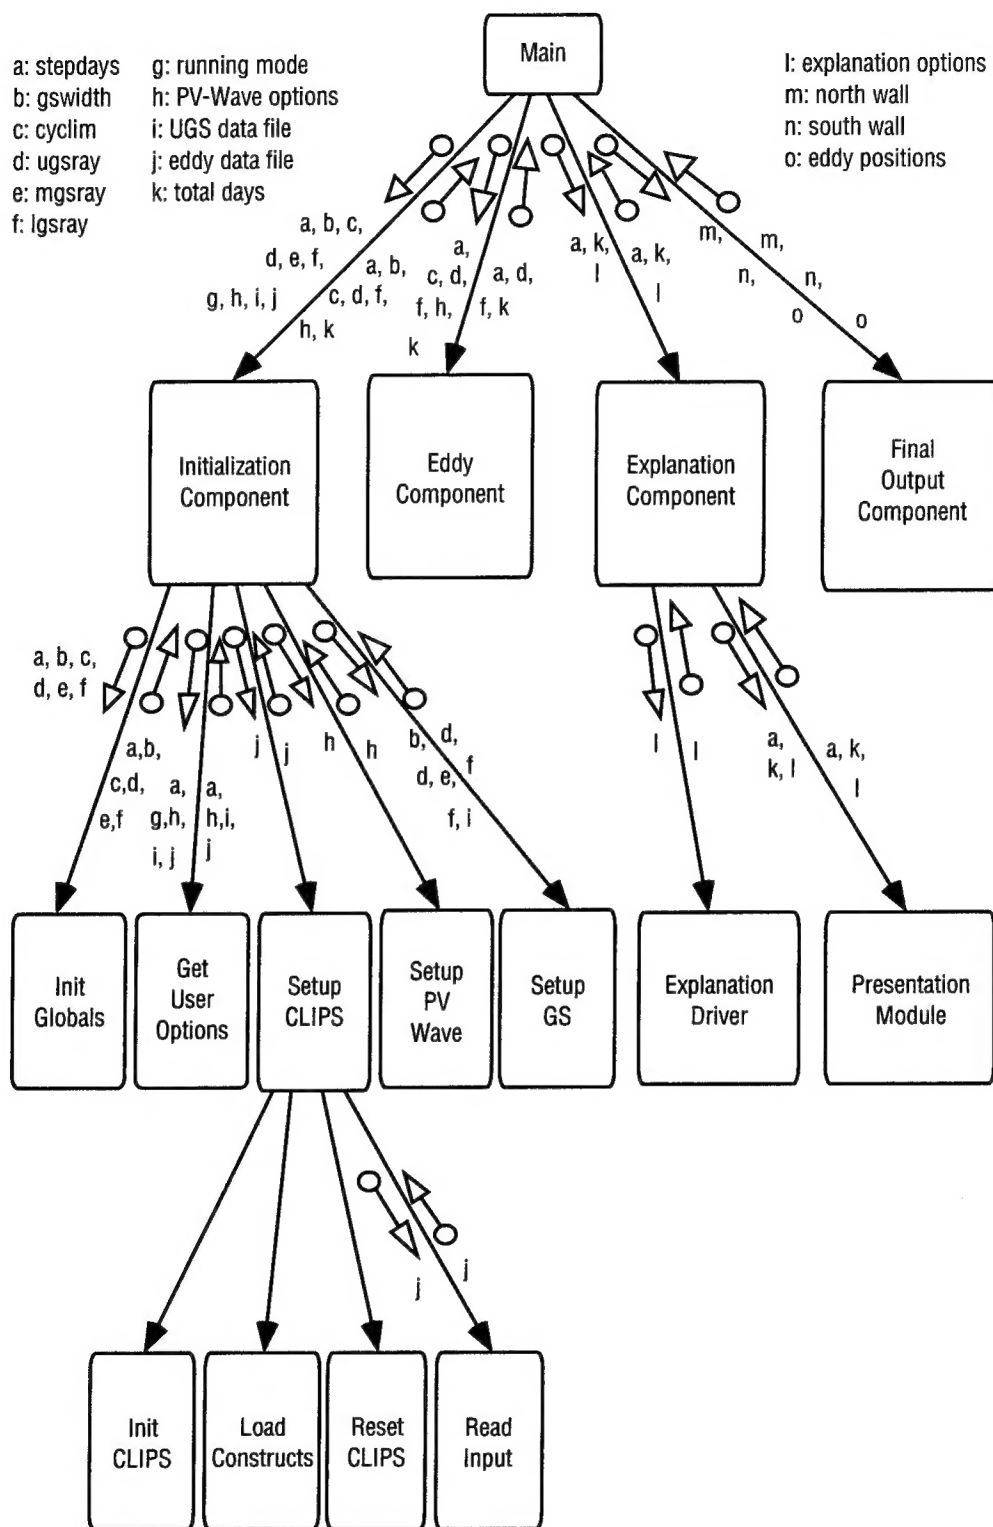 Main
a: stepdays
b: gswidth
c: cyclim
d: ugsray
e: mgsray
f: lgsray
g: running mode
h: PV-Wave options
i: UGS data file
j: eddy data file
k: total days
l: explanation options
m: north wall
n: south wall
o: eddy positions
a, b, c,
d, e, f,
g, h, i, j
a, b,
c, d, f,
h, k
a,
c, d,
f, h,
k
a, d,
f, k
a, k,
l
a, k,
l
m,
n,
o
m,
n,
o
Initialization
Component
Eddy
Component
Explanation
Component
Final
Output
Component
a, b, c,
d, e, f
a,b,
c,d,
e,f
a,
g,h,
i, j
a,
h,i,
j
j
j
h
h
b,
d, e,
f, i
d,
f
l
l
a,
k, l
a, k,
l
Init
Globals
Get
User
Options
Setup
CLIPS
Setup
PV
Wave
Setup
GS
Explanation
Driver
Presentation
Module
j
j
Init
CLIPS
Load
Constructs
Reset
CLIPS
Read
Input